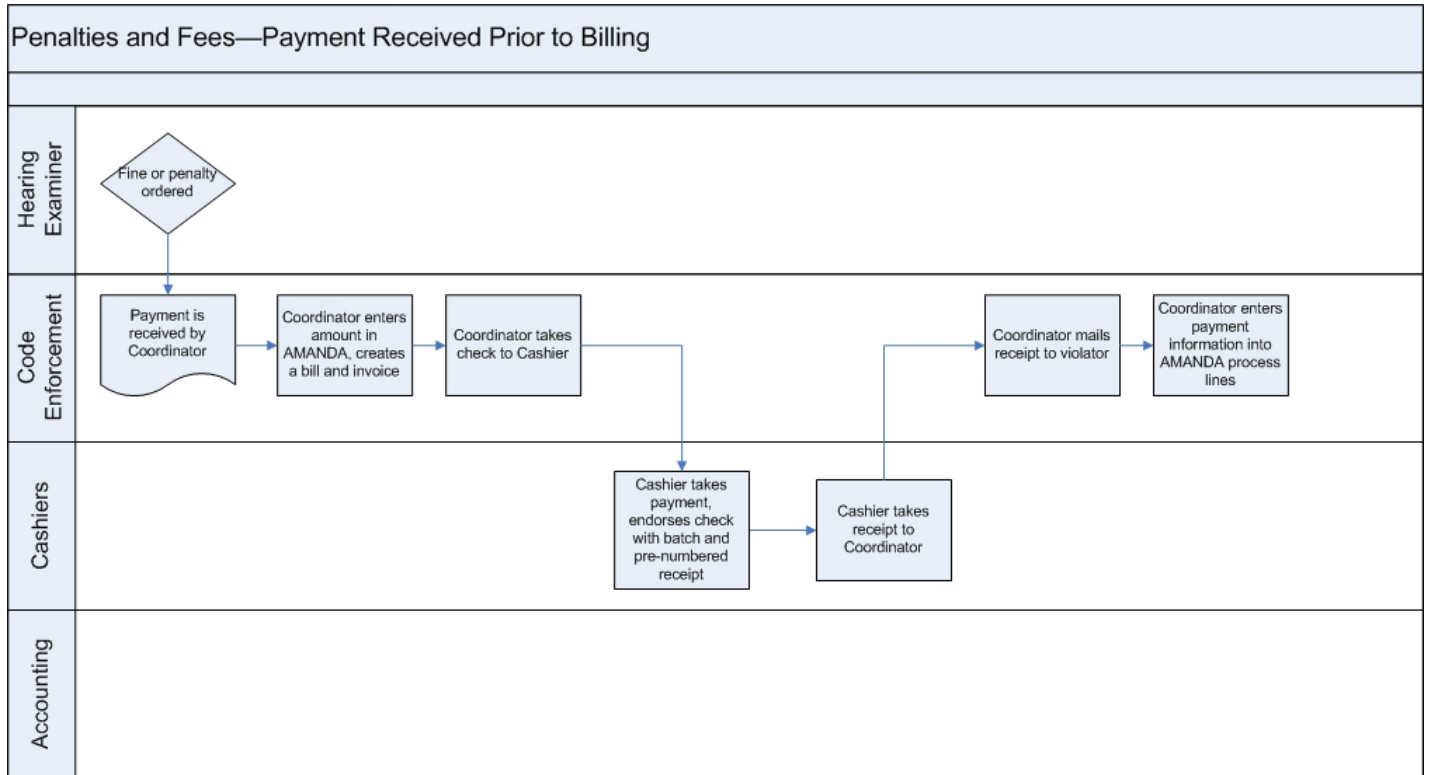 Penalties and Fees—Payment Received Prior to Billing
Hearing
Examiner
Fine or penalty
ordered
Code
Enforcement
Payment is
received by
Coordinator
Coordinator enters
amount in
AMANDA, creates
a bill and invoice
Coordinator takes
check to Cashier
Coordinator mails
receipt to violator
Coordinator enters
payment
information into
AMANDA process
lines
Cashiers
Cashier takes
payment,
endorses check
with batch and
pre-numbered
receipt
Cashier takes
receipt to
Coordinator
Accounting